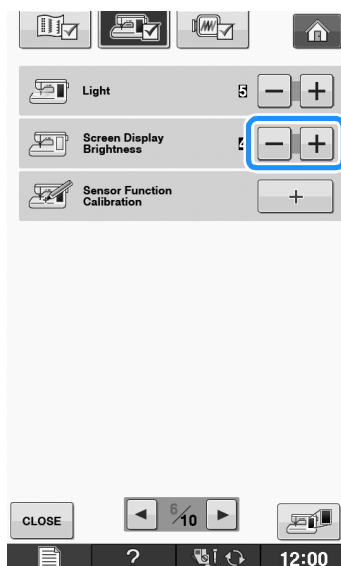 Light 5 − +
Screen Display
Brightness − +
Sensor Function
Calibration +
CLOSE 6/10
? 12:00